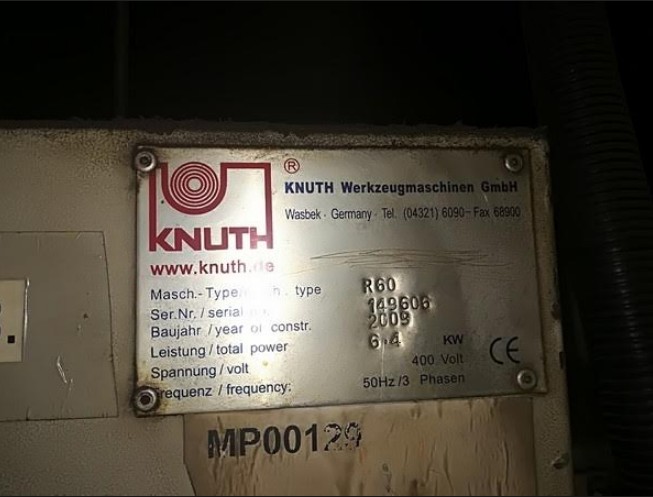 ®
KNUTH Werkzeugmaschinen GmbH
Wasbek - Germany - Tel. (04321) 6090 - Fax 68900
KNUTH
www.knuth.de
Masch.- Type type R60
Ser.Nr. / serial 149606
Baujahr / year of constr. 2009
Leistung / total power 6.4 KW
Spannung / volt 400 Volt
Frequenz / frequency: 50Hz/3 Phasen
CE
MP00129